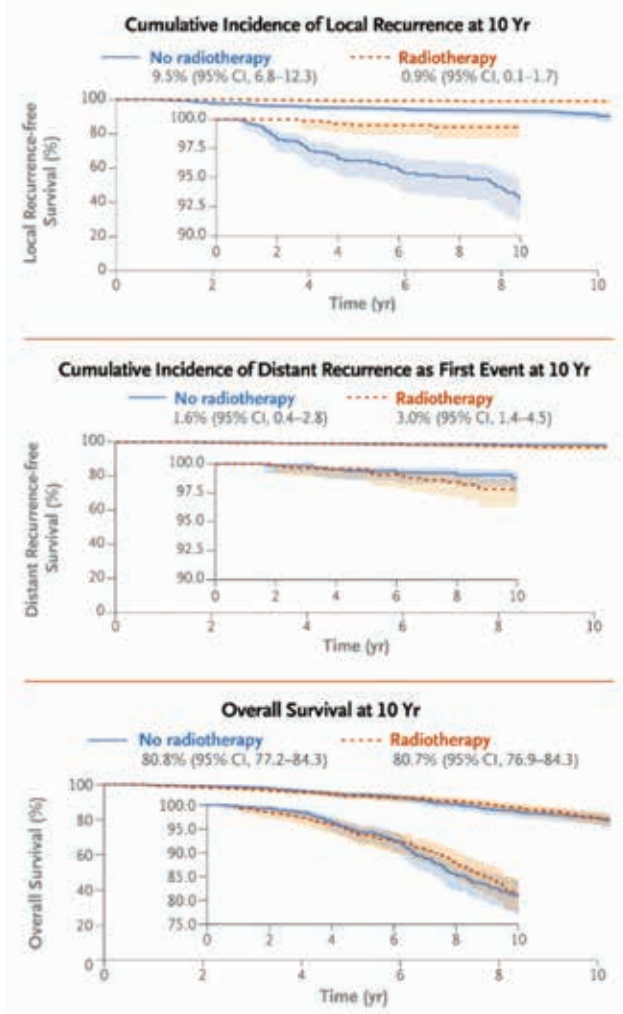 Cumulative Incidence of Local Recurrence at 10 Yr
No radiotherapy
9.5% (95% CI, 6.8–12.3)
Radiotherapy
0.9% (95% CI, 0.1–1.7)
Local Recurrence-free
Survival (%)
100
80
60
40
20
0
100.0
97.5
95.0
92.5
90.0
0 2 4 6 8 10
0 2 4 6 8 10
Time (yr)
Cumulative Incidence of Distant Recurrence as First Event at 10 Yr
No radiotherapy
1.6% (95% CI, 0.4–2.8)
Radiotherapy
3.0% (95% CI, 1.4–4.5)
Distant Recurrence-free
Survival (%)
100
80
60
40
20
0
100.0
97.5
95.0
92.5
90.0
0 2 4 6 8 10
0 2 4 6 8 10
Time (yr)
Overall Survival at 10 Yr
No radiotherapy
80.8% (95% CI, 77.2–84.3)
Radiotherapy
80.7% (95% CI, 76.9–84.3)
Overall Survival (%)
100
80
60
40
20
0
100.0
95.0
90.0
85.0
80.0
75.0
0 2 4 6 8 10
0 2 4 6 8 10
Time (yr)